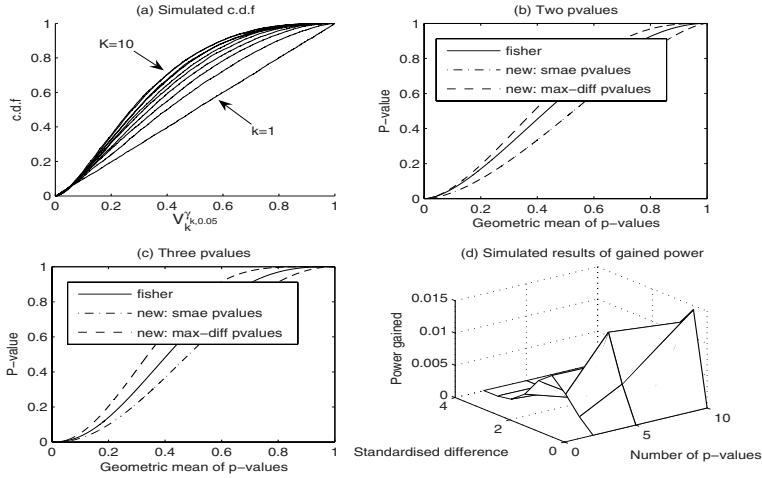 (a) Simulated c.d.f
1
0.8
0.6
0.4
0.2
0
c.d.f
K=10
k=1
0
0.2
0.4
0.6
0.8
1
V_k^γ_{k,0.05}
(b) Two pvalues
1
0.8
0.6
0.4
0.2
0
P-value
fisher
new: smae pvalues
new: max-diff pvalues
0
0.2
0.4
0.6
0.8
1
Geometric mean of p-values
(c) Three pvalues
1
0.8
0.6
0.4
0.2
0
P-value
fisher
new: smae pvalues
new: max-diff pvalues
0
0.2
0.4
0.6
0.8
1
Geometric mean of p-values
(d) Simulated results of gained power
0.015
0.01
0.005
0
Power gained
4
2
0
Standardised difference
0
5
10
Number of p-values